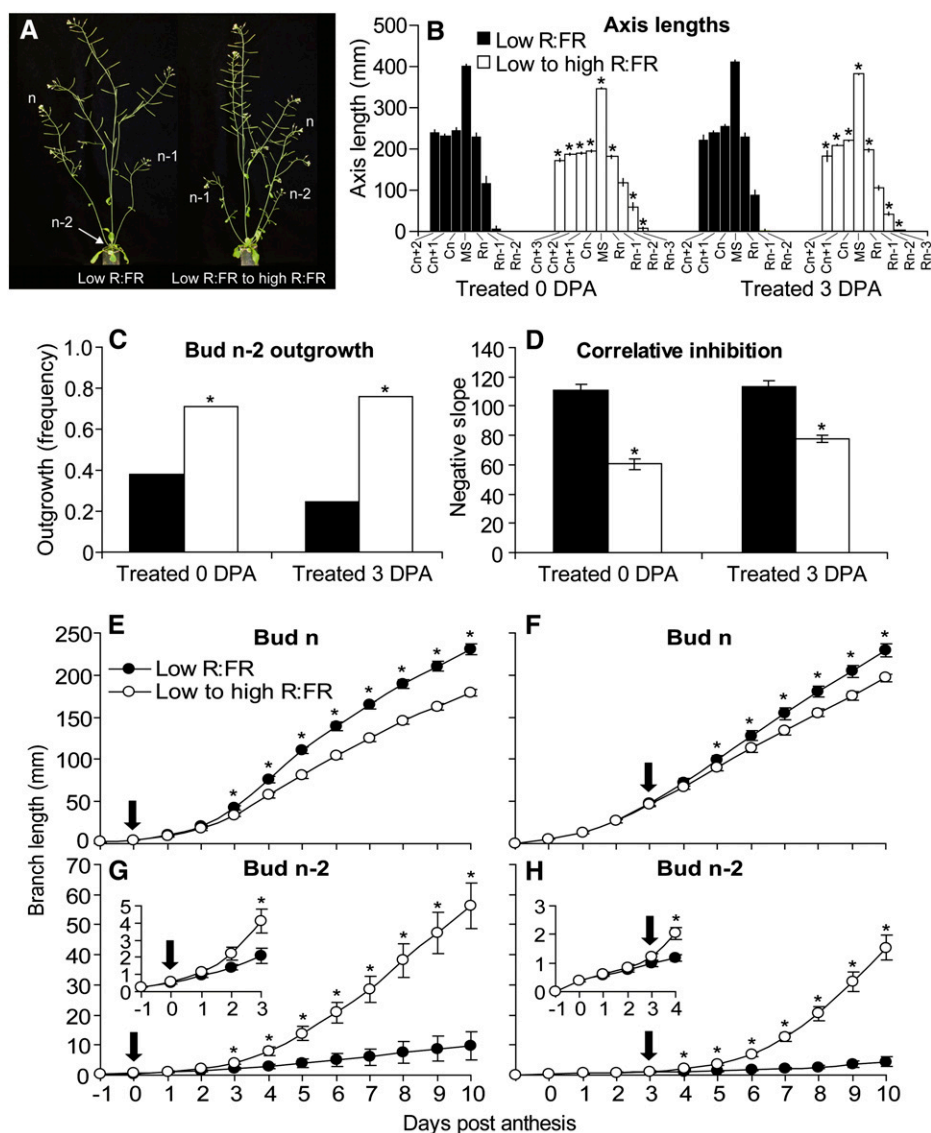 A
n
n-1
n-2
Low R:FR
n
n-1
n-2
Low R:FR to high R:FR
B
Axis lengths
Low R:FR
Low to high R:FR
Axis length (mm)
500
400
300
200
100
0
Cn+2
Cn+1
Cn
MS
Rn
Rn-1
Rn-2
Cn+3
Cn+2
Cn+1
Cn
MS
Rn
Rn-1
Rn-2
Rn-3
Cn+2
Cn+1
Cn
MS
Rn
Rn-1
Rn-2
Cn+2
Cn+1
Cn
MS
Rn
Rn-1
Rn-2
Rn-3
Treated 0 DPA
Treated 3 DPA
C
Bud n-2 outgrowth
Outgrowth (frequency)
1.0
0.8
0.6
0.4
0.2
0
*
*
Treated 0 DPA
Treated 3 DPA
D
Correlative inhibition
Negative slope
140
120
100
80
60
40
20
0
*
*
Treated 0 DPA
Treated 3 DPA
E
Bud n
Low R:FR
Low to high R:FR
Branch length (mm)
250
200
150
100
50
0
* * * * * * * *
F
Bud n
* * * * * *
G
Bud n-2
70
60
50
40
30
20
10
0
5
4
3
2
1
0
-1 0 1 2 3
*
* * * * * * * *
-1 0 1 2 3 4 5 6 7 8 9 10
H
Bud n-2
3
2
1
0
-1 0 1 2 3 4
*
* * * * * * *
-1 0 1 2 3 4 5 6 7 8 9 10
Days post anthesis